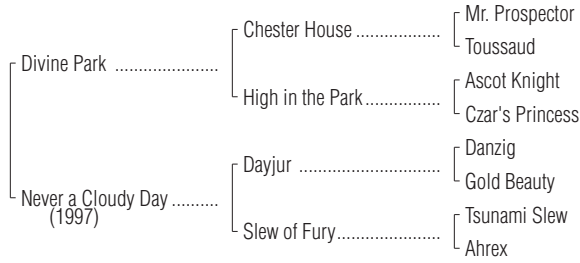 Mr. Prospector
Chester House ..................
Toussaud
Divine Park ......................
Ascot Knight
High in the Park................
Czar's Princess
Danzig
Dayjur ..............................
Gold Beauty
Never a Cloudy Day ..........
(1997)
Tsunami Slew
Slew of Fury......................
Ahrex